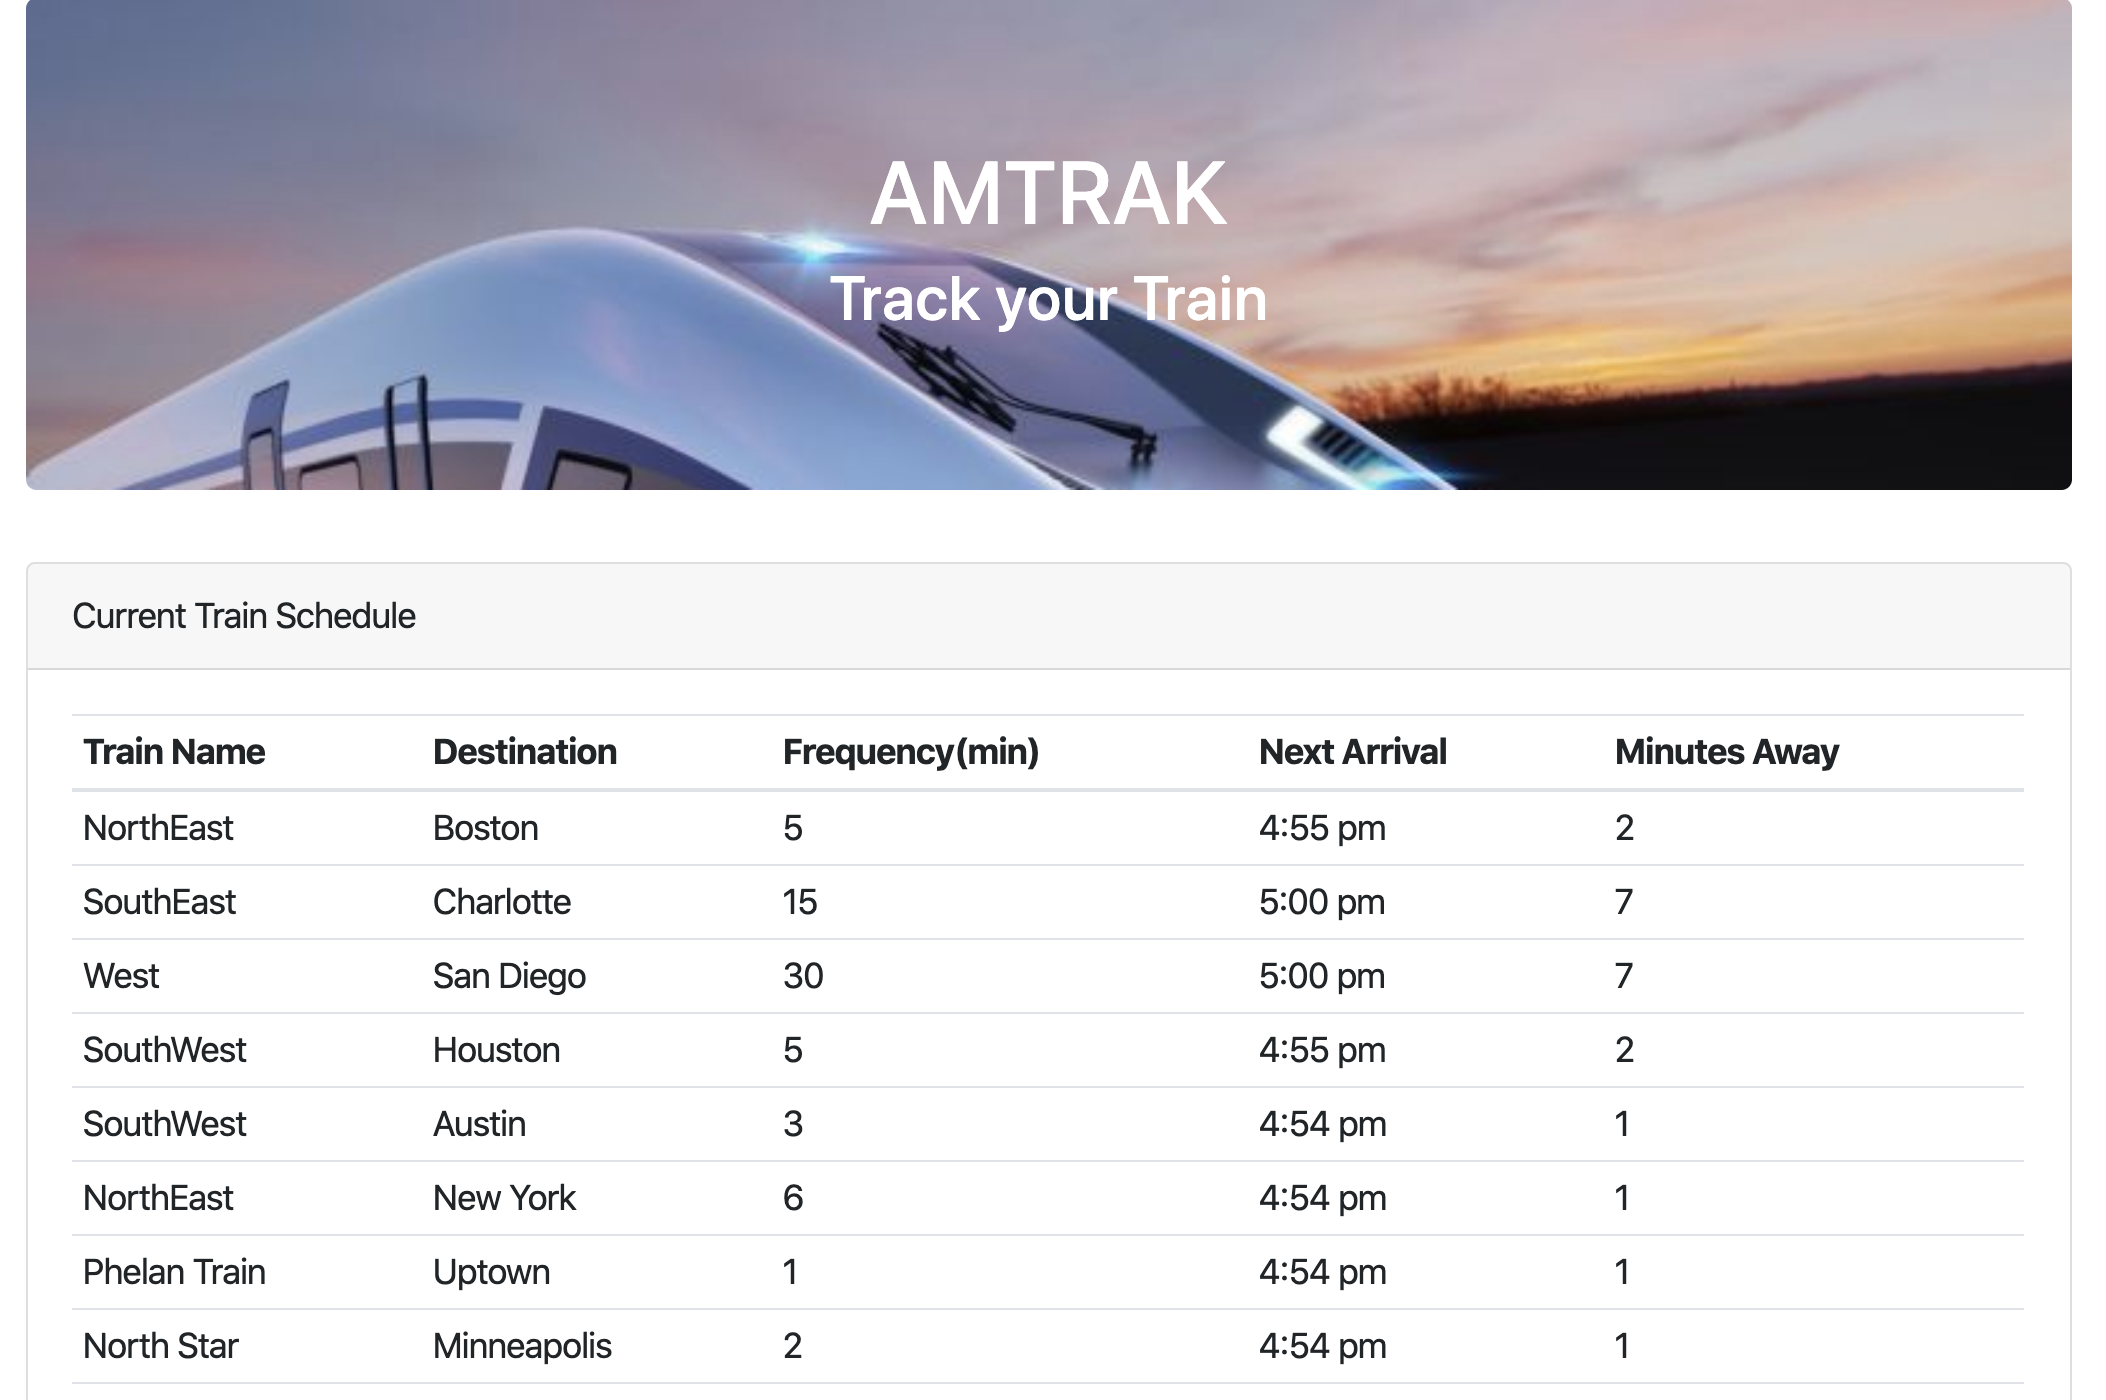 AMTRAK
Track your Train
Current Train Schedule
Train Name Destination Frequency(min) Next Arrival Minutes Away
NorthEast Boston 5 4:55 pm 2
SouthEast Charlotte 15 5:00 pm 7
West San Diego 30 5:00 pm 7
SouthWest Houston 5 4:55 pm 2
SouthWest Austin 3 4:54 pm 1
NorthEast New York 6 4:54 pm 1
Phelan Train Uptown 1 4:54 pm 1
North Star Minneapolis 2 4:54 pm 1